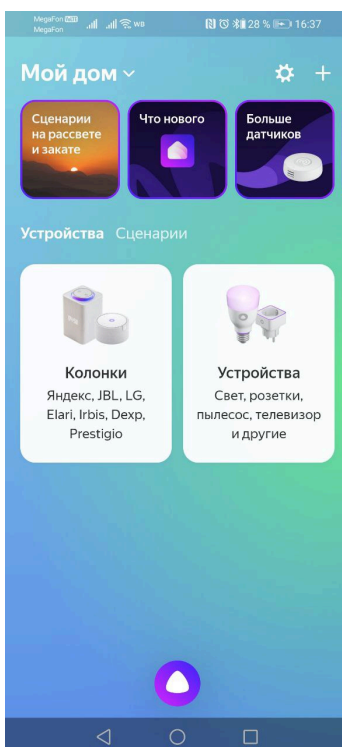 MegaFon VoWiFi
MegaFon
28 % 16:37
Мой дом
Сценарии
на рассвете
и закате
Что нового
Больше
датчиков
Устройства Сценарии
Колонки
Яндекс, JBL, LG,
Elari, Irbis, Dexp,
Prestigio
Устройства
Свет, розетки,
пылесос, телевизор
и другие